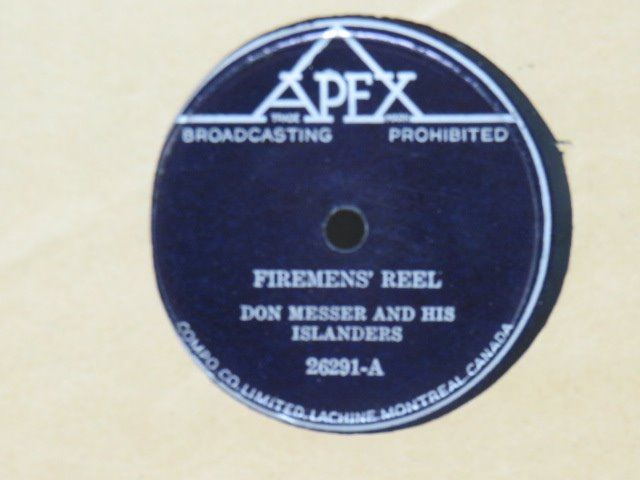 APEX
TRADE MARK
BROADCASTING PROHIBITED
FIREMENS' REEL
DON MESSER AND HIS
ISLANDERS
26291-A
COMPO CO. LIMITED. LACHINE. MONTREAL. CANADA